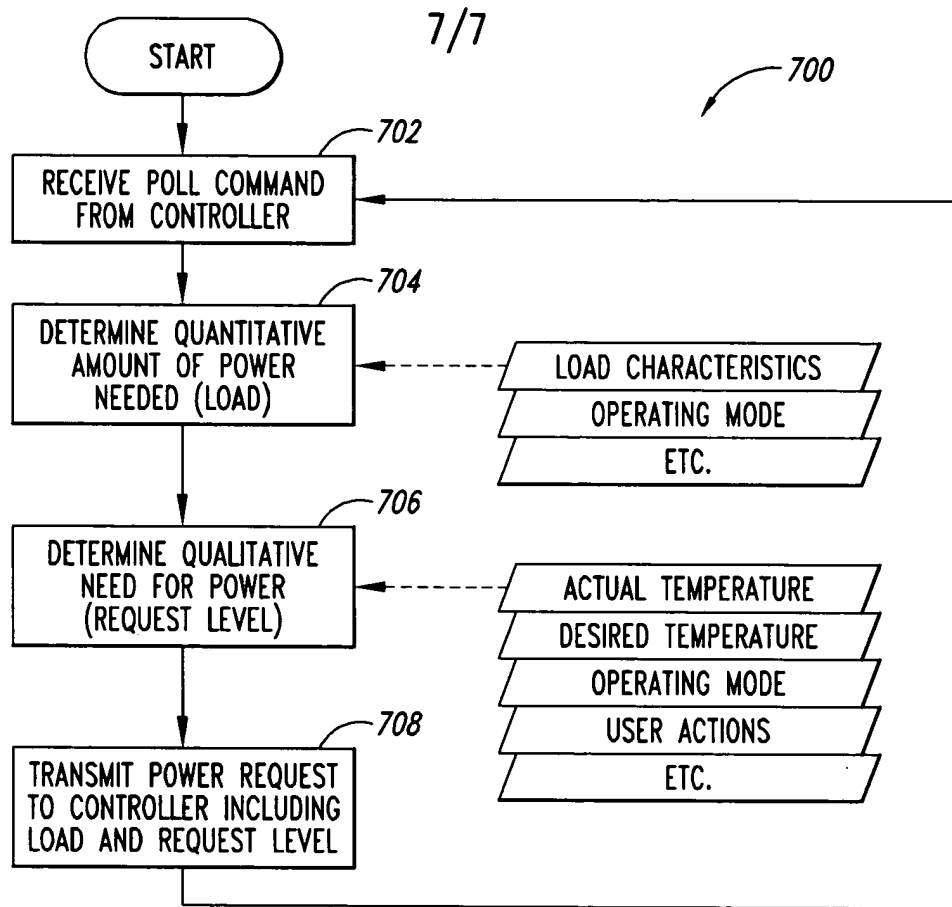 7/7
START
700
702
RECEIVE POLL COMMAND
FROM CONTROLLER
704
DETERMINE QUANTITATIVE
AMOUNT OF POWER
NEEDED (LOAD)
LOAD CHARACTERISTICS
OPERATING MODE
ETC.
706
DETERMINE QUALITATIVE
NEED FOR POWER
(REQUEST LEVEL)
ACTUAL TEMPERATURE
DESIRED TEMPERATURE
OPERATING MODE
USER ACTIONS
ETC.
708
TRANSMIT POWER REQUEST
TO CONTROLLER INCLUDING
LOAD AND REQUEST LEVEL